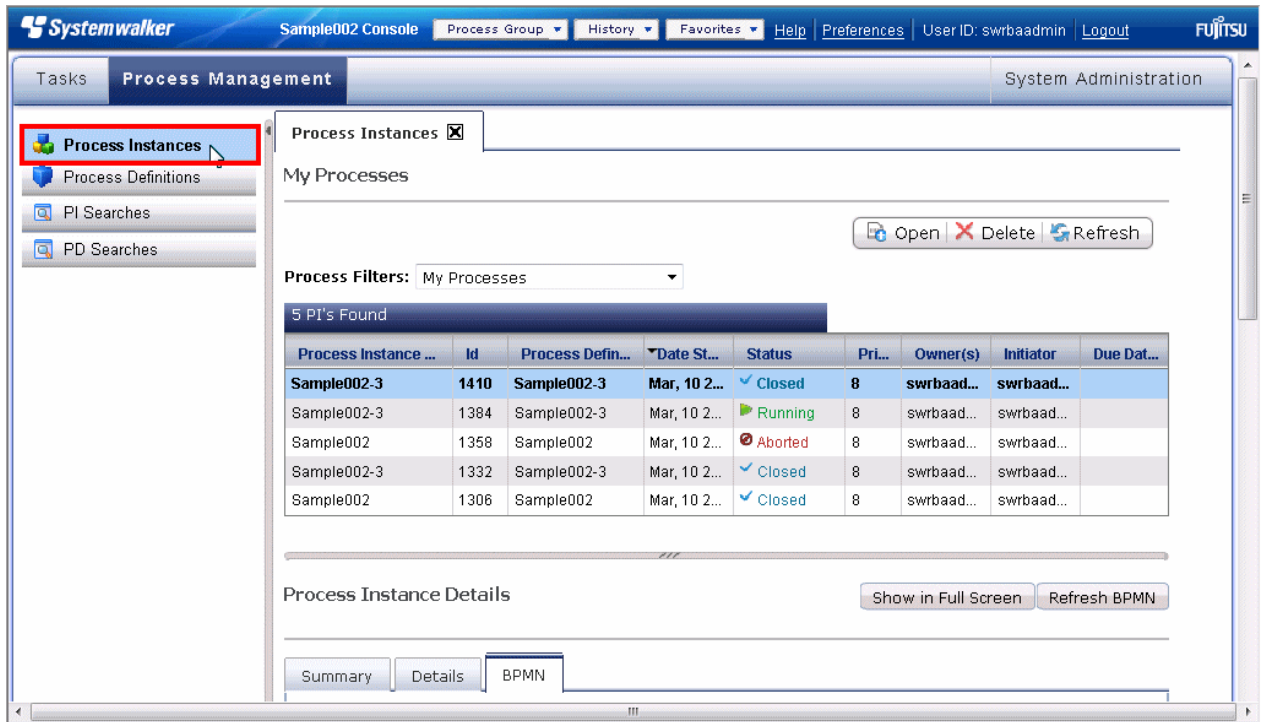 Systemwalker Sample002 Console Process Group History Favorites Help Preferences User ID: swrbaadmin Logout FUJITSU
Tasks Process Management System Administration
Process Instances
Process Definitions
PI Searches
PD Searches
Process Instances
My Processes
Open Delete Refresh
Process Filters: My Processes
5 PI's Found
Process Instance ... Id Process Defin... Date St... Status Pri... Owner(s) Initiator Due Dat...
Sample002-3 1410 Sample002-3 Mar, 10 2... Closed 8 swrbaad... swrbaad...
Sample002-3 1384 Sample002-3 Mar, 10 2... Running 8 swrbaad... swrbaad...
Sample002 1358 Sample002 Mar, 10 2... Aborted 8 swrbaad... swrbaad...
Sample002-3 1332 Sample002-3 Mar, 10 2... Closed 8 swrbaad... swrbaad...
Sample002 1306 Sample002 Mar, 10 2... Closed 8 swrbaad... swrbaad...
Process Instance Details
Show in Full Screen Refresh BPMN
Summary Details BPMN